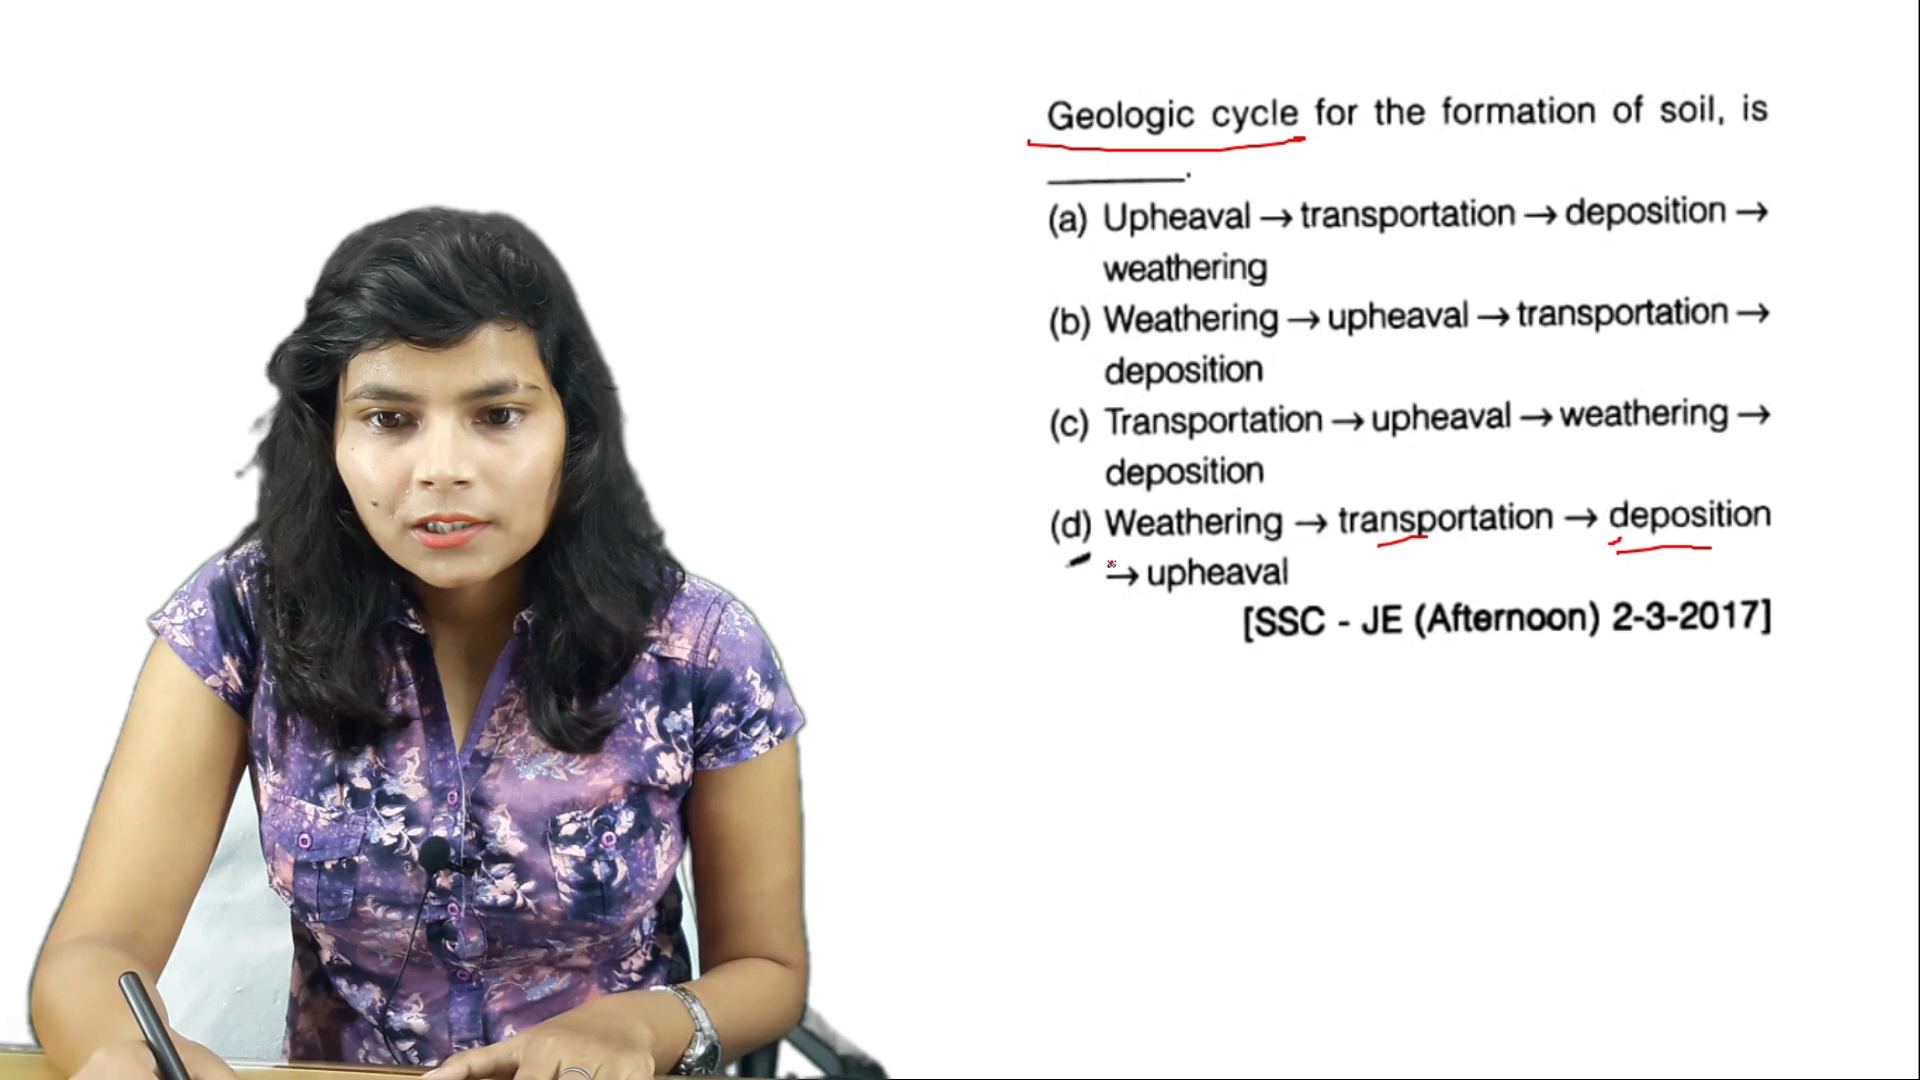 Geologic cycle for the formation of soil, is
________.
(a) Upheaval → transportation → deposition →
weathering
(b) Weathering → upheaval → transportation →
deposition
(c) Transportation → upheaval → weathering →
deposition
(d) Weathering → transportation → deposition
→ upheaval
[SSC - JE (Afternoon) 2-3-2017]